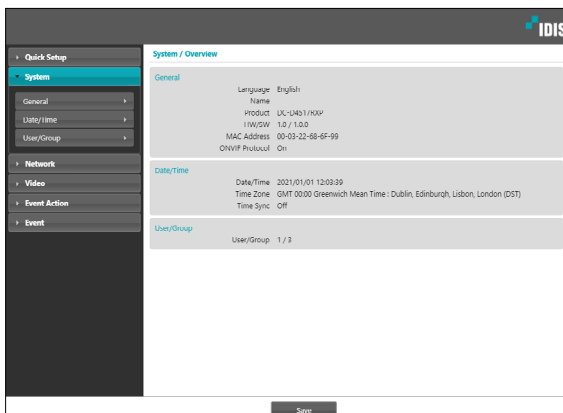 IDIS
Quick Setup
System
General
Date/Time
User/Group
Network
Video
Event Action
Event
System / Overview
General
Language English
Name
Product DC-D4517RXP
HW/SW 1.0 / 1.0.0
MAC Address 00-03-22-68-6F-99
ONVIF Protocol On
Date/Time
Date/Time 2021/01/01 12:03:39
Time Zone GMT 00:00 Greenwich Mean Time : Dublin, Edinburgh, Lisbon, London (DST)
Time Sync Off
User/Group
User/Group 1 / 3
Save